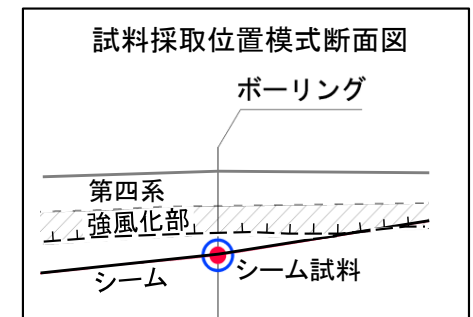 試料採取位置模式断面図
ボーリング
第四系
強風化部
シーム
シーム試料